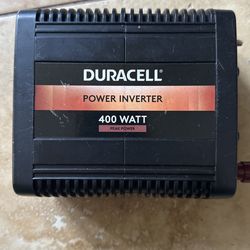 DURACELL
POWER INVERTER
400 WATT
PEAK POWER